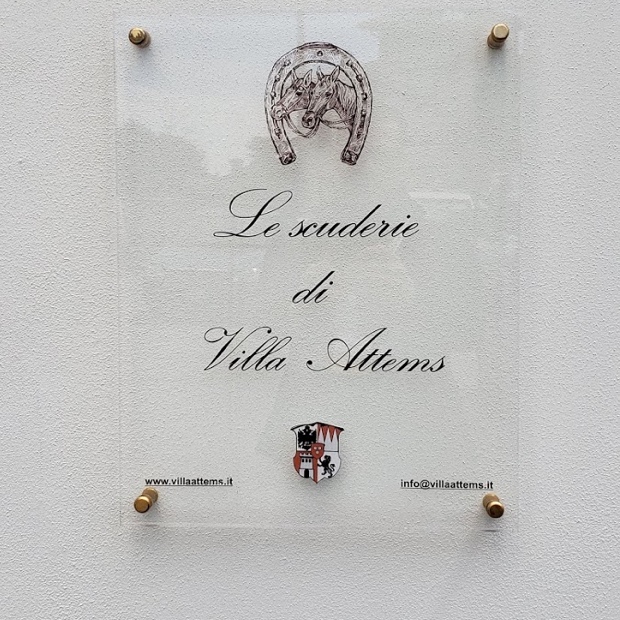 Le scuderie
di
Villa Attems
www.villaattems.it
info@villaattems.it